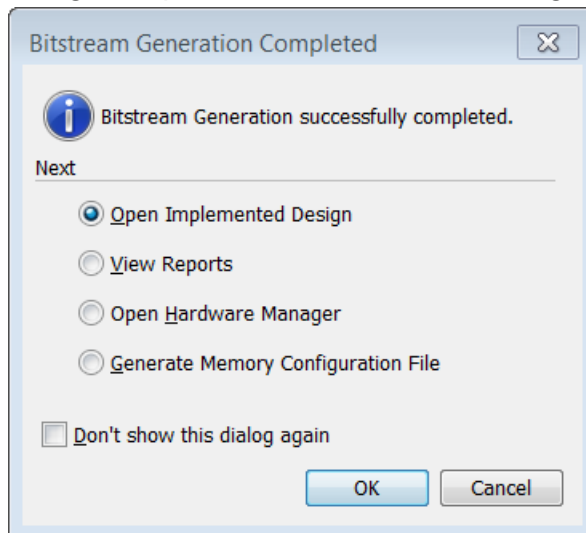 Bitstream Generation Completed
Bitstream Generation successfully completed.
Next
Open Implemented Design
View Reports
Open Hardware Manager
Generate Memory Configuration File
Don't show this dialog again
OK Cancel